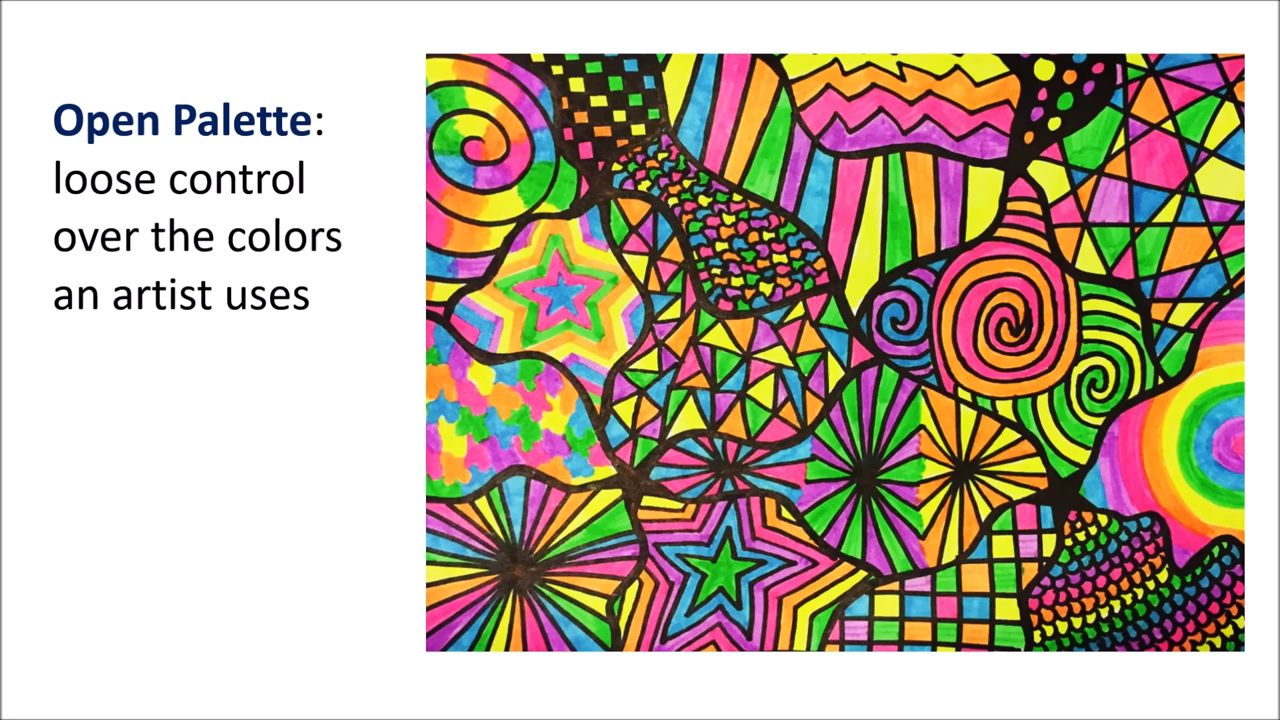 Open Palette:
loose control
over the colors
an artist uses